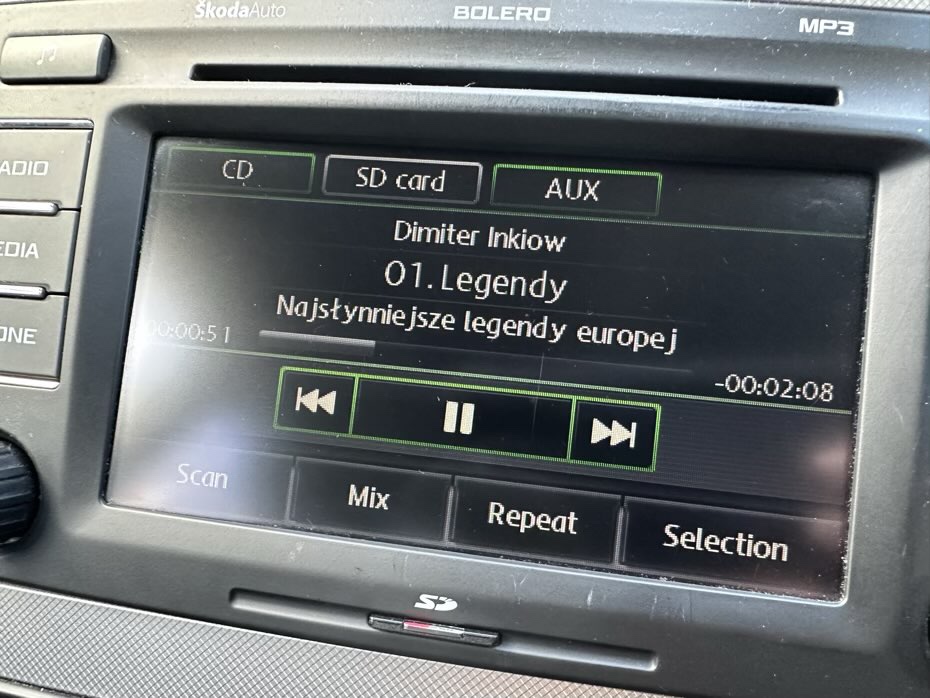 ŠkodaAuto
BOLERO
MP3
ADIO
EDIA
ONE
CD
SD card
AUX
Dimiter Inkiow
01. Legendy
Najsłynniejsze legendy europej
00:00:51
-00:02:08
Scan
Mix
Repeat
Selection
SD